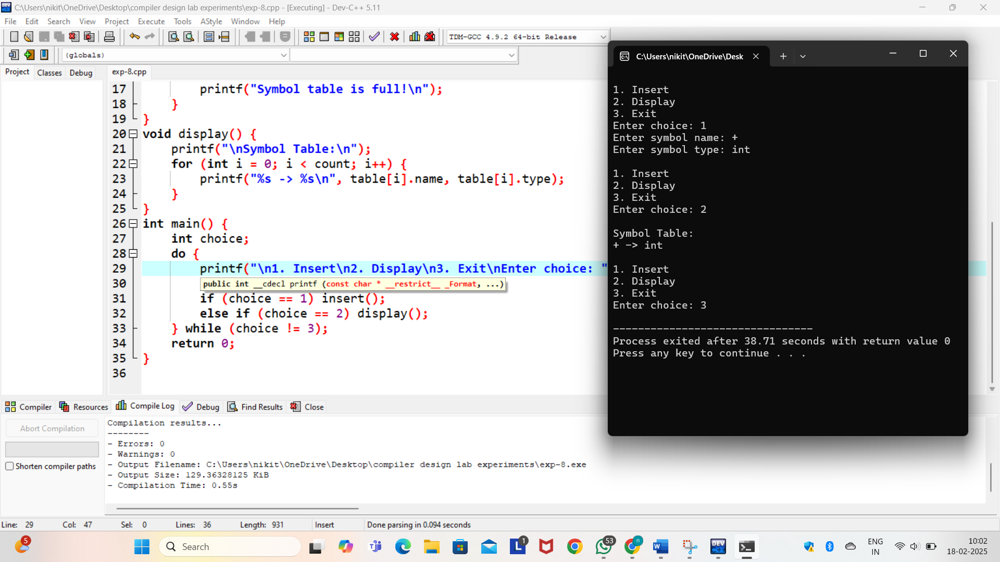 C:\Users\nikit\OneDrive\Desktop\compiler design lab experiments\exp-8.cpp - [Executing] - Dev-C++ 5.11
File Edit Search View Project Execute Tools AStyle Window Help
TDM-GCC 4.9.2 64-bit Release
(globals)
Project Classes Debug
exp-8.cpp
17 printf("Symbol table is full!\n");
18 }
19 }
20 void display() {
21 printf("\nSymbol Table:\n");
22 for (int i = 0; i < count; i++) {
23 printf("%s -> %s\n", table[i].name, table[i].type);
24 }
25 }
26 int main() {
27 int choice;
28 do {
29 printf("\n1. Insert\n2. Display\n3. Exit\nEnter choice: "
30 public int __cdecl printf (const char * __restrict__ _Format, ...)
31 if (choice == 1) insert();
32 else if (choice == 2) display();
33 } while (choice != 3);
34 return 0;
35 }
36
C:\Users\nikit\OneDrive\Desk
1. Insert
2. Display
3. Exit
Enter choice: 1
Enter symbol name: +
Enter symbol type: int
1. Insert
2. Display
3. Exit
Enter choice: 2
Symbol Table:
+ -> int
1. Insert
2. Display
3. Exit
Enter choice: 3
--------------------------------
Process exited after 38.71 seconds with return value 0
Press any key to continue . . .
Compiler Resources Compile Log Debug Find Results Close
Abort Compilation
Shorten compiler paths
Compilation results...
--------
- Errors: 0
- Warnings: 0
- Output Filename: C:\Users\nikit\OneDrive\Desktop\compiler design lab experiments\exp-8.exe
- Output Size: 129.36328125 KiB
- Compilation Time: 0.55s
Line: 29 Col: 47 Sel: 0 Lines: 36 Length: 931 Insert Done parsing in 0.094 seconds
5
Search
1
53
n
DEV
C++
ENG
IN
10:02
18-02-2025